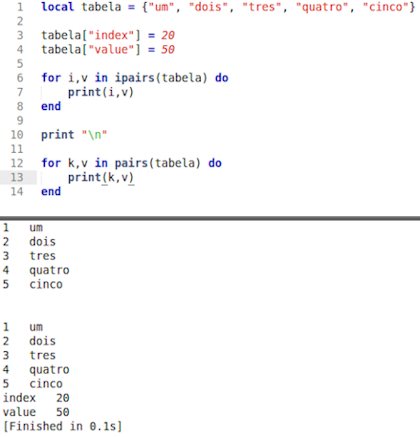 1 local tabela = {"um", "dois", "tres", "quatro", "cinco"}
2
3 tabela["index"] = 20
4 tabela["value"] = 50
5
6 for i,v in ipairs(tabela) do
7     print(i,v)
8 end
9
10 print "\n"
11
12 for k,v in pairs(tabela) do
13     print(k,v)
14 end
1 um
2 dois
3 tres
4 quatro
5 cinco
1 um
2 dois
3 tres
4 quatro
5 cinco
index 20
value 50
[Finished in 0.1s]